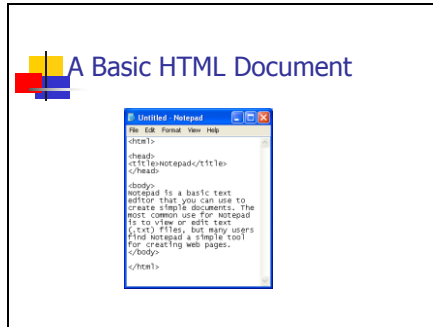 A Basic HTML Document
Untitled - Notepad
File Edit Format View Help
<html>
<head>
<title>Notepad</title>
</head>
<body>
Notepad is a basic text
editor that you can use to
create simple documents. The
most common use for Notepad
is to view or edit text
(.txt) files, but many users
find Notepad a simple tool
for creating Web pages.
</body>
</html>